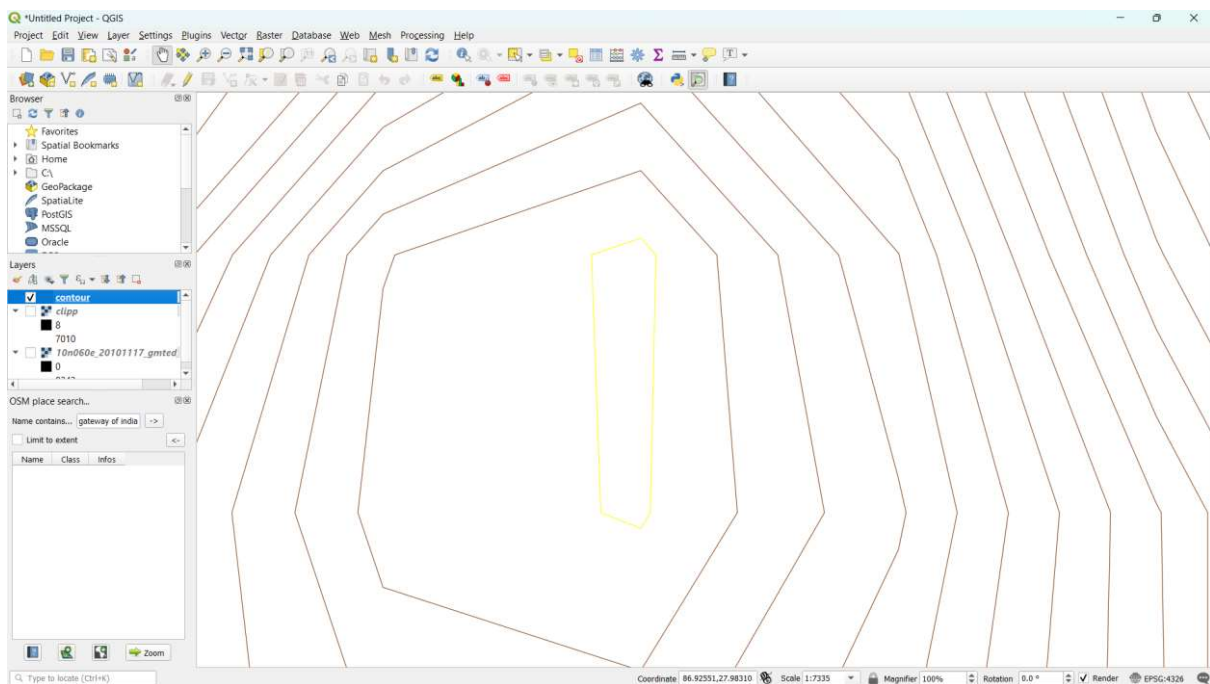 *Untitled Project - QGIS
Project Edit View Layer Settings Plugins Vector Raster Database Web Mesh Processing Help
Browser
Favorites
Spatial Bookmarks
Home
C:\
GeoPackage
SpatiaLite
PostGIS
MSSQL
Oracle
Layers
contour
clipp
8
7010
10n060e_20101117_gmted_
0
OSM place search...
Name contains... gateway of india ->
Limit to extent <-
Name Class Infos
Zoom
Type to locate (Ctrl+K)
Coordinate 86.92551,27.98310 Scale 1:7335 Magnifier 100% Rotation 0.0 ° Render EPSG:4326